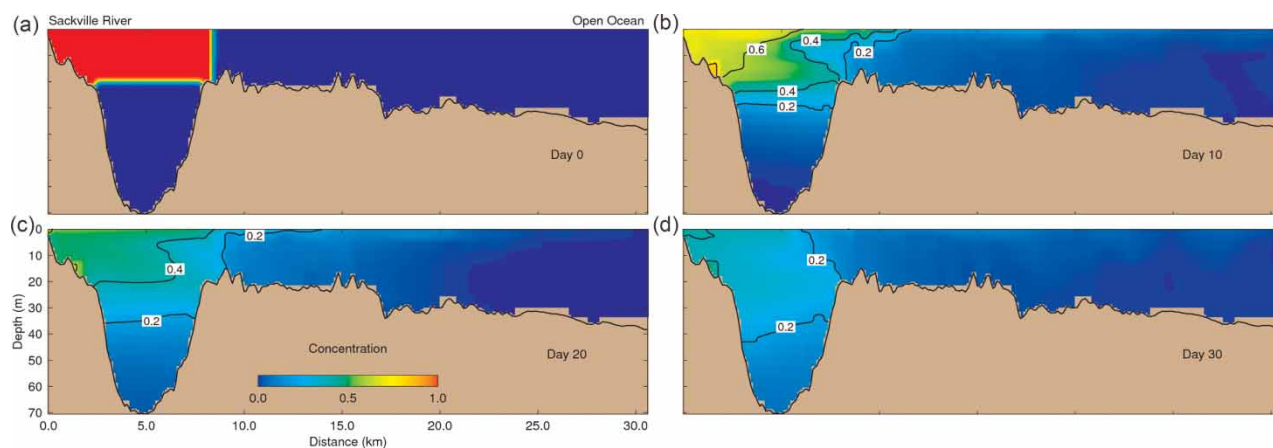 (a) Sackville River Open Ocean
Day 0
(b)
0.6
0.4
0.2
0.4
0.2
Day 10
(c)
0
10
20
30
40
50
60
70
Depth (m)
0.2
0.4
0.2
Day 20
Concentration
0.0 0.5 1.0
0.0 5.0 10.0 15.0 20.0 25.0 30.0
Distance (km)
(d)
0.2
0.2
Day 30